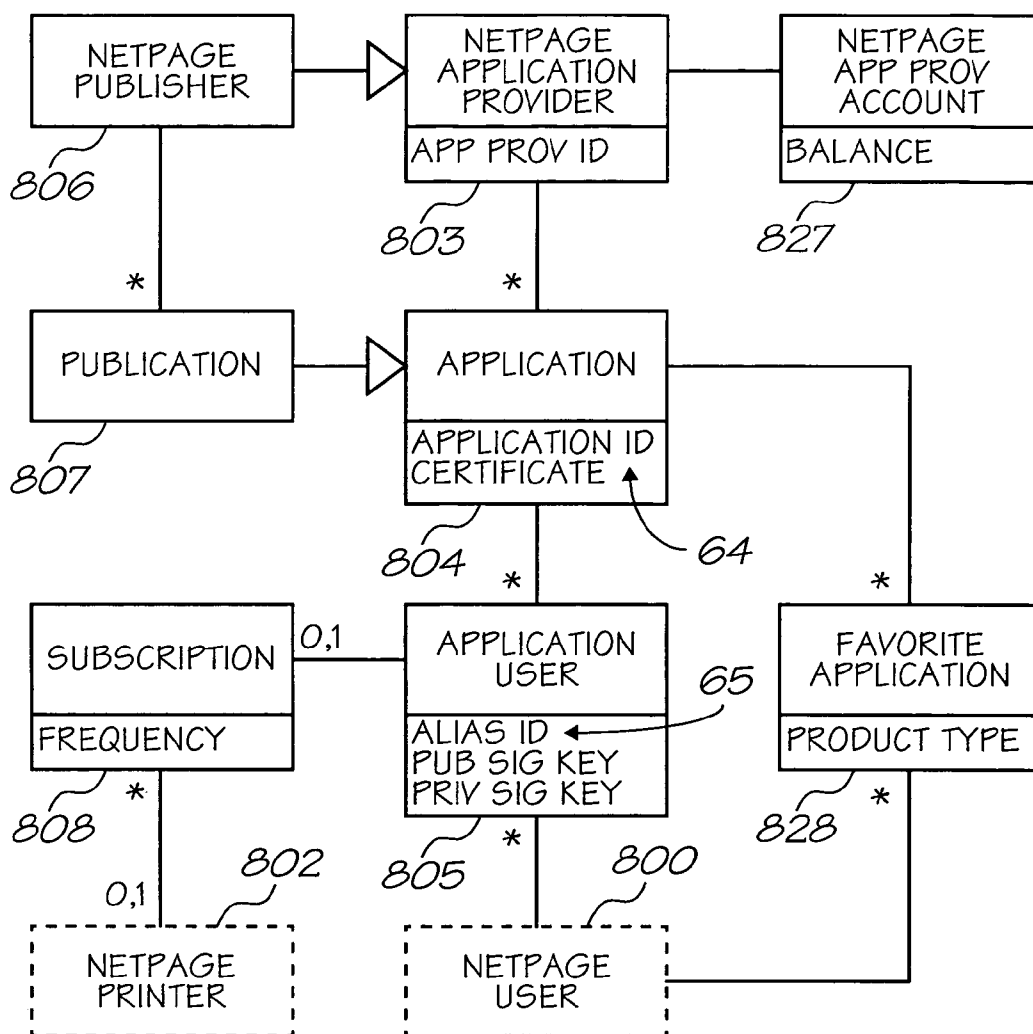 NETPAGE
PUBLISHER
NETPAGE
APPLICATION
PROVIDER
APP PROV ID
NETPAGE
APP PROV
ACCOUNT
BALANCE
806
803
827
*
*
PUBLICATION
APPLICATION
APPLICATION ID
CERTIFICATE
807
804
64
*
*
SUBSCRIPTION
FREQUENCY
0,1
APPLICATION
USER
65
ALIAS ID
PUB SIG KEY
PRIV SIG KEY
FAVORITE
APPLICATION
PRODUCT TYPE
808
*
805
*
828
*
802
800
0,1
NETPAGE
PRINTER
NETPAGE
USER